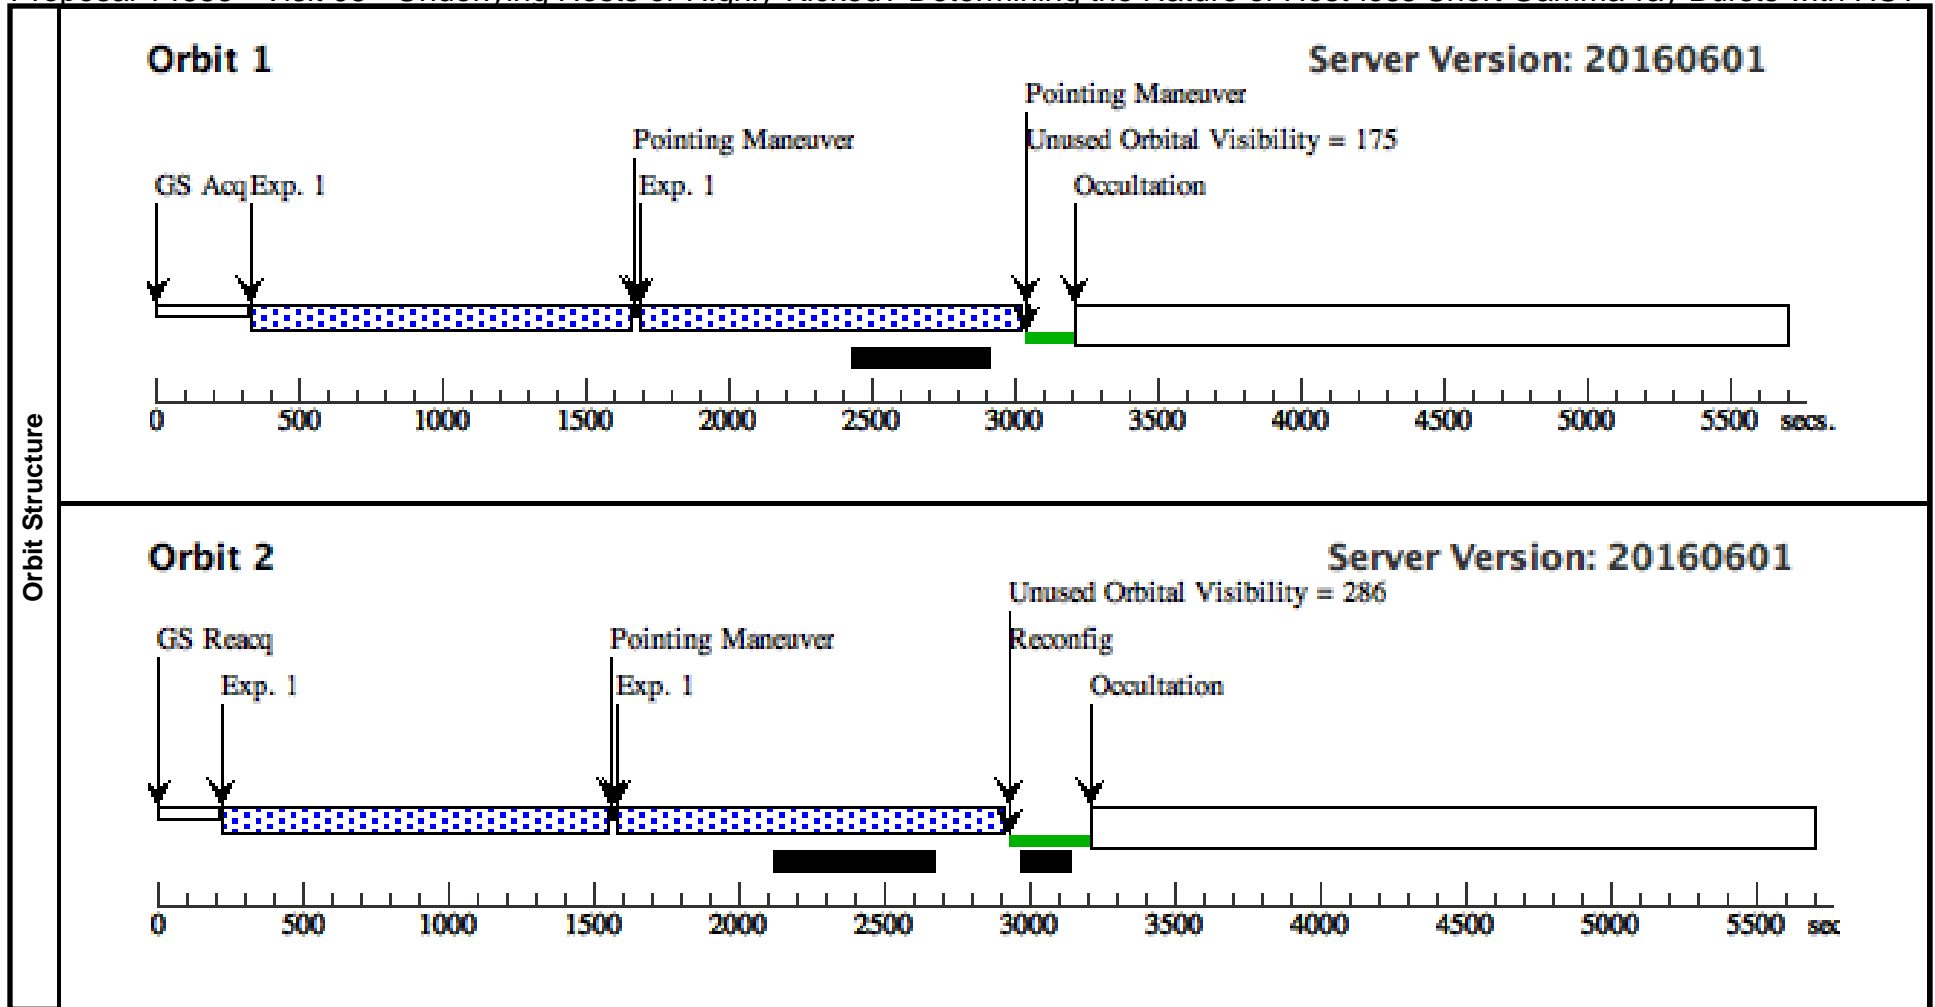 Orbit Structure
Orbit 1
Server Version: 20160601
Pointing Maneuver
Pointing Maneuver
Unused Orbital Visibility = 175
GS Acq Exp. 1
Exp. 1
Occultation
0 500 1000 1500 2000 2500 3000 3500 4000 4500 5000 5500 secs.
Orbit 2
Server Version: 20160601
Unused Orbital Visibility = 286
GS Reacq
Pointing Maneuver
Reconfig
Exp. 1
Exp. 1
Occultation
0 500 1000 1500 2000 2500 3000 3500 4000 4500 5000 5500 sec